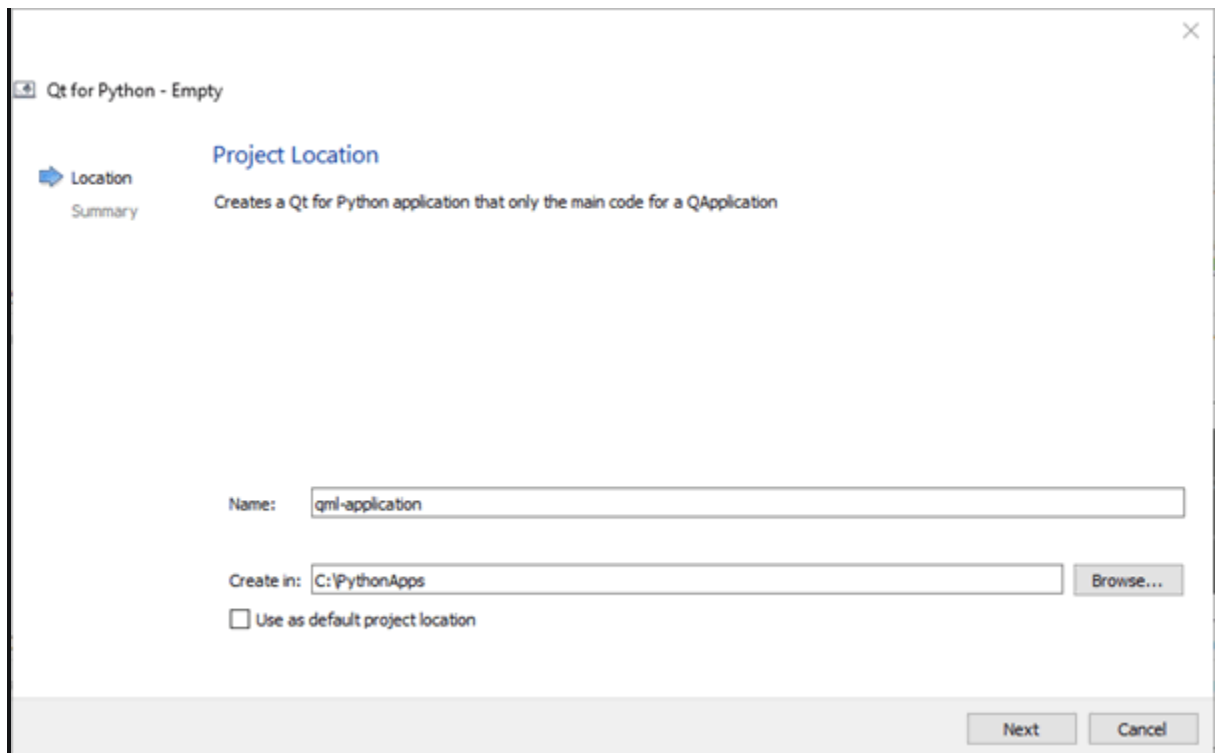 Qt for Python - Empty
Project Location
Location
Summary
Creates a Qt for Python application that only the main code for a QApplication
Name: qml-application
Create in: C:\PythonApps Browse...
Use as default project location
Next Cancel